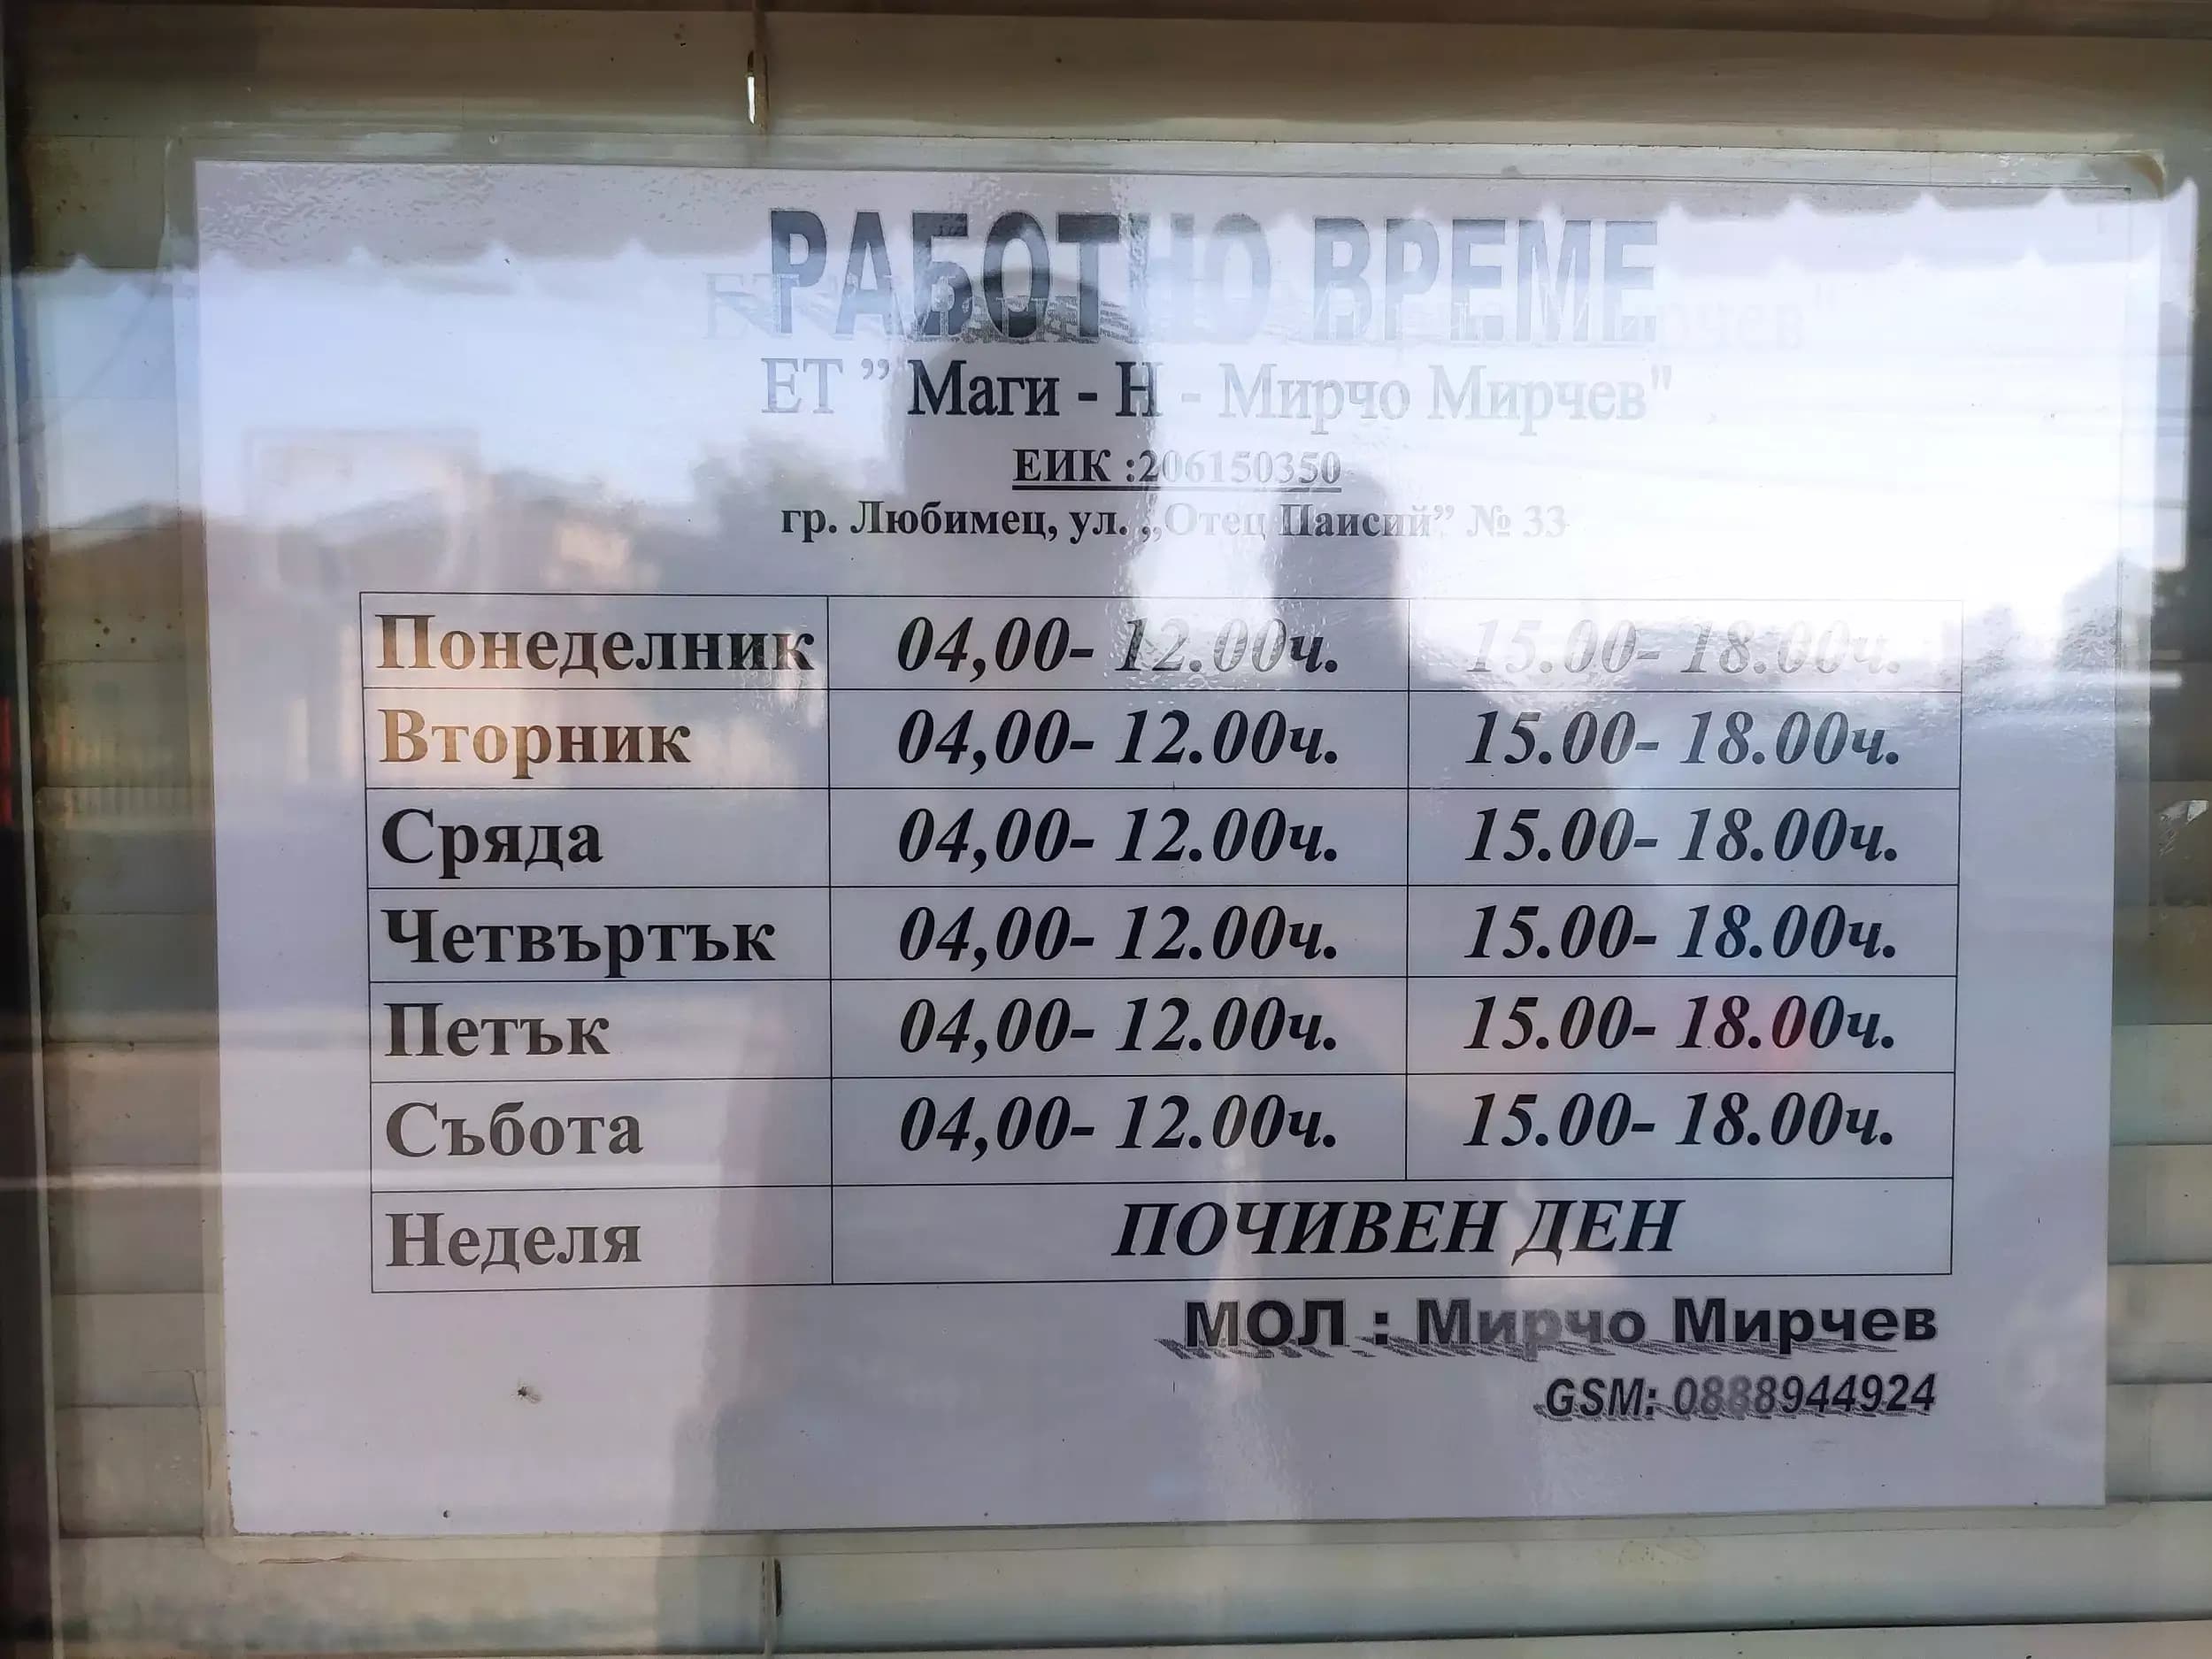 РАБОТНО ВРЕМЕ
ЕТ ” Маги - Н - Мирчо Мирчев"
ЕИК :206150350
гр. Любимец, ул. „Отец Паисий” № 33
Понеделник 04,00- 12.00ч. 15.00- 18.00ч.
Вторник 04,00- 12.00ч. 15.00- 18.00ч.
Сряда 04,00- 12.00ч. 15.00- 18.00ч.
Четвъртък 04,00- 12.00ч. 15.00- 18.00ч.
Петък 04,00- 12.00ч. 15.00- 18.00ч.
Събота 04,00- 12.00ч. 15.00- 18.00ч.
Неделя ПОЧИВЕН ДЕН
МОЛ : Мирчо Мирчев
GSM: 0888944924